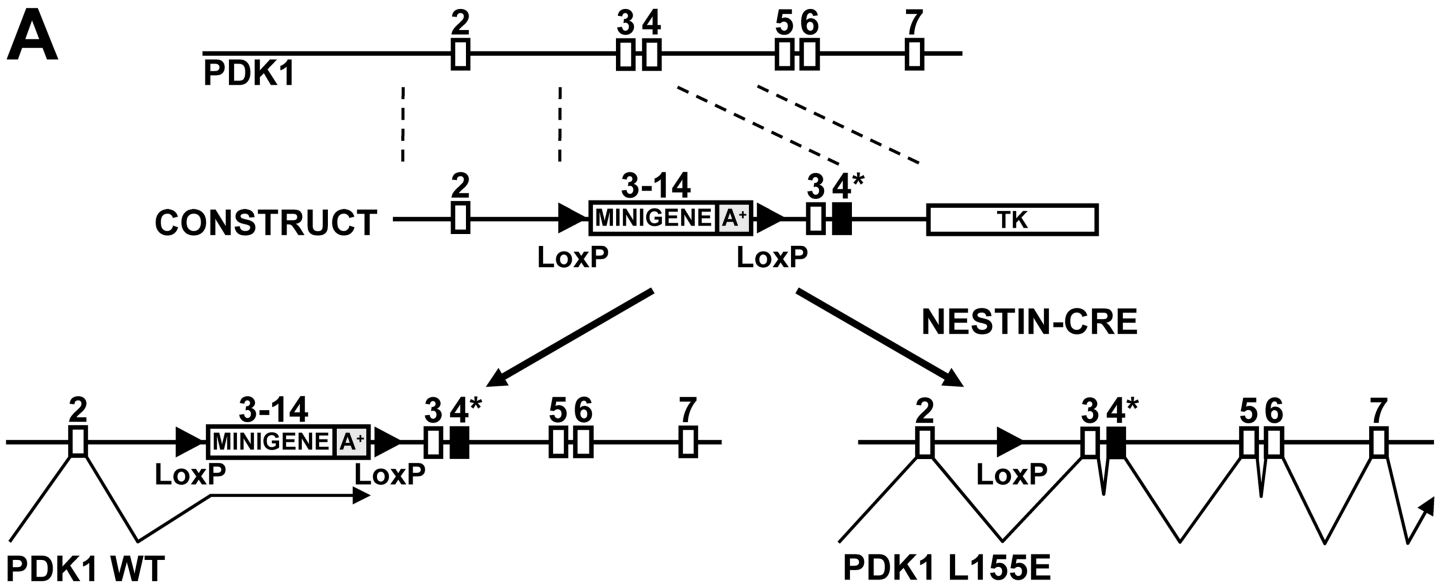 A
2 3 4 5 6 7
PDK1
2 3-14 3 4*
CONSTRUCT MINIGENE A+ TK
LoxP LoxP
NESTIN-CRE
2 3-14 3 4* 5 6 7
MINIGENE A+
LoxP LoxP
PDK1 WT
2 3 4* 5 6 7
LoxP
PDK1 L155E